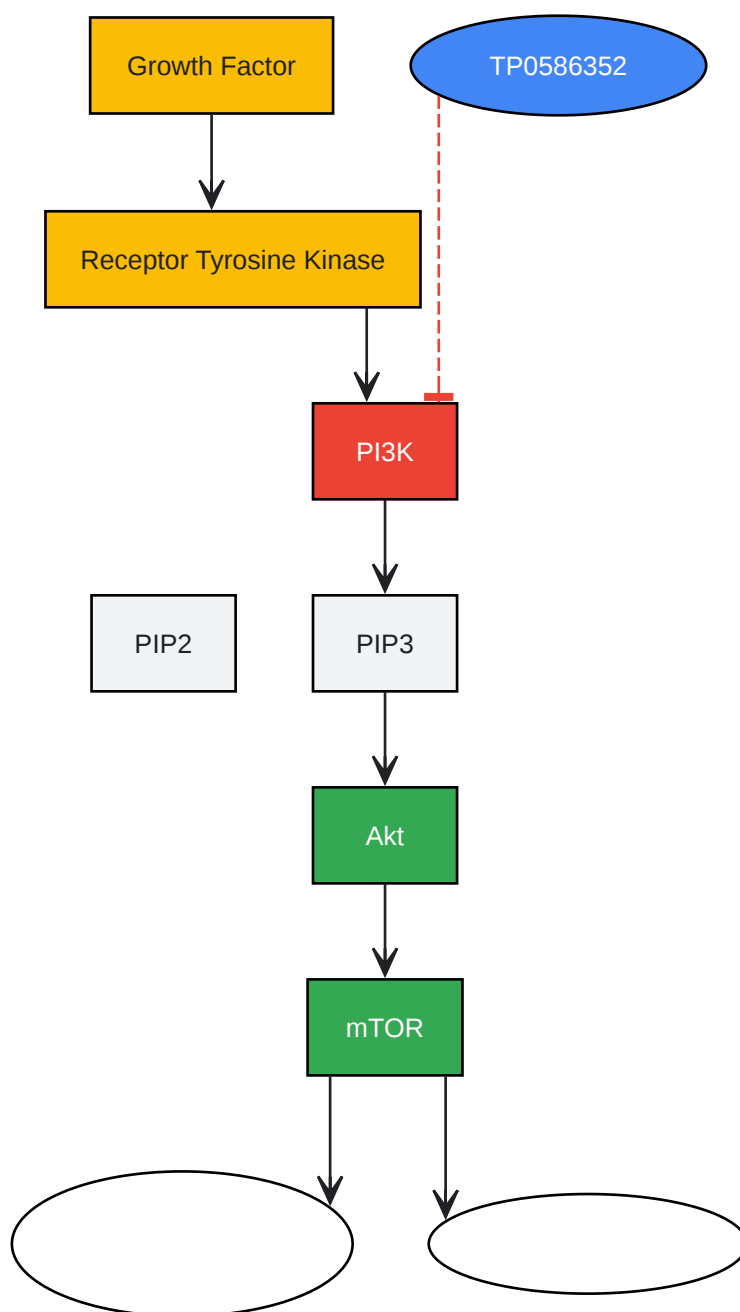 Growth Factor
TP0586352
Receptor Tyrosine Kinase
PI3K
PIP2
PIP3
Akt
mTOR